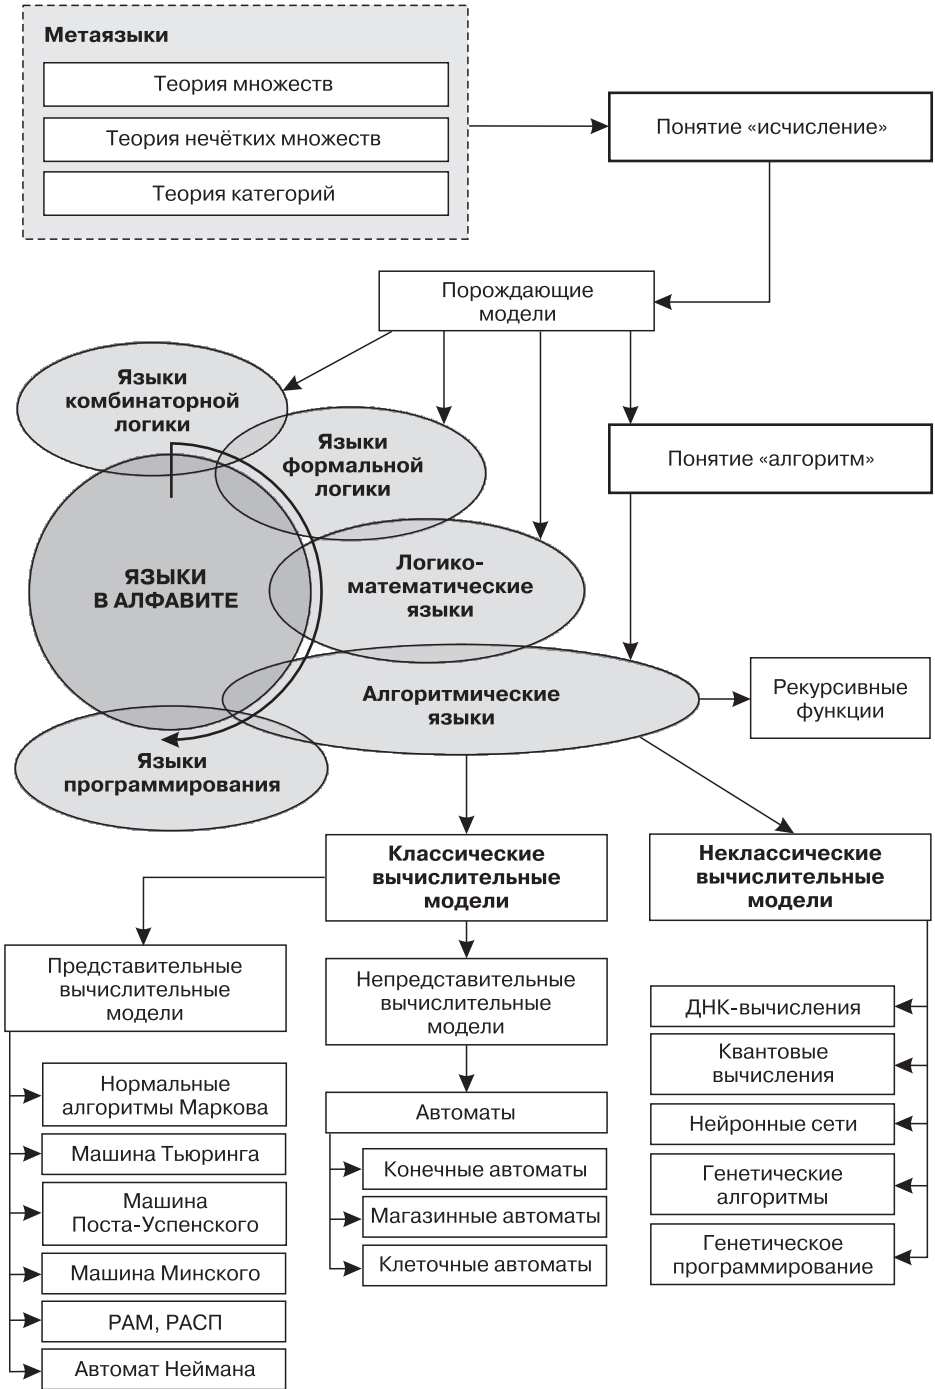 Метаязыки
Теория множеств
Теория нечётких множеств
Теория категорий
Понятие «исчисление»
Порождающие
модели
Языки
комбинаторной
логики
Языки
формальной
логики
Понятие «алгоритм»
Логико-
математические
языки
ЯЗЫКИ
В АЛФАВИТЕ
Алгоритмические
языки
Рекурсивные
функции
Языки
программирования
Классические
вычислительные
модели
Неклассические
вычислительные
модели
Представительные
вычислительные
модели
Нормальные
алгоритмы Маркова
Машина Тьюринга
Машина
Поста-Успенского
Машина Минского
РАМ, РАСП
Автомат Неймана
Непредставительные
вычислительные
модели
Автоматы
Конечные автоматы
Магазинные автоматы
Клеточные автоматы
ДНК-вычисления
Квантовые
вычисления
Нейронные сети
Генетические
алгоритмы
Генетическое
программирование